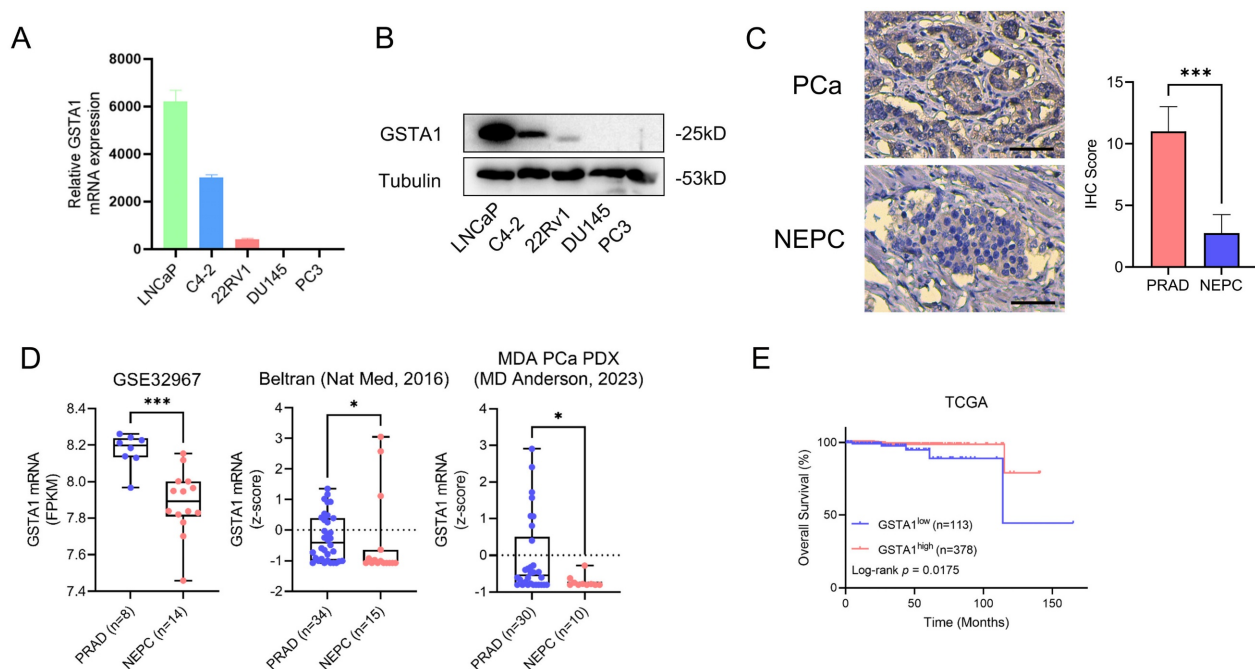 A
8000
6000
4000
2000
0
Relative GSTA1
mRNA expression
LNCaP
C4-2
22RV1
DU145
PC3
B
GSTA1
-25kD
Tubulin
-53kD
LNCaP
C4-2
22Rv1
DU145
PC3
C
PCa
NEPC
***
15
10
5
0
IHC Score
PRAD
NEPC
D
GSE32967
***
8.4
8.2
8.0
7.8
7.6
7.4
GSTA1 mRNA
(FPKM)
PRAD (n=8)
NEPC (n=14)
Beltran (Nat Med, 2016)
*
4
3
2
1
0
-1
-2
GSTA1 mRNA
(z-score)
PRAD (n=34)
NEPC (n=15)
MDA PCa PDX
(MD Anderson, 2023)
*
4
3
2
1
0
-1
GSTA1 mRNA
(z-score)
PRAD (n=30)
NEPC (n=10)
E
TCGA
100
50
0
Overall Survival (%)
GSTA1low (n=113)
GSTA1high (n=378)
Log-rank p = 0.0175
0
50
100
150
Time (Months)